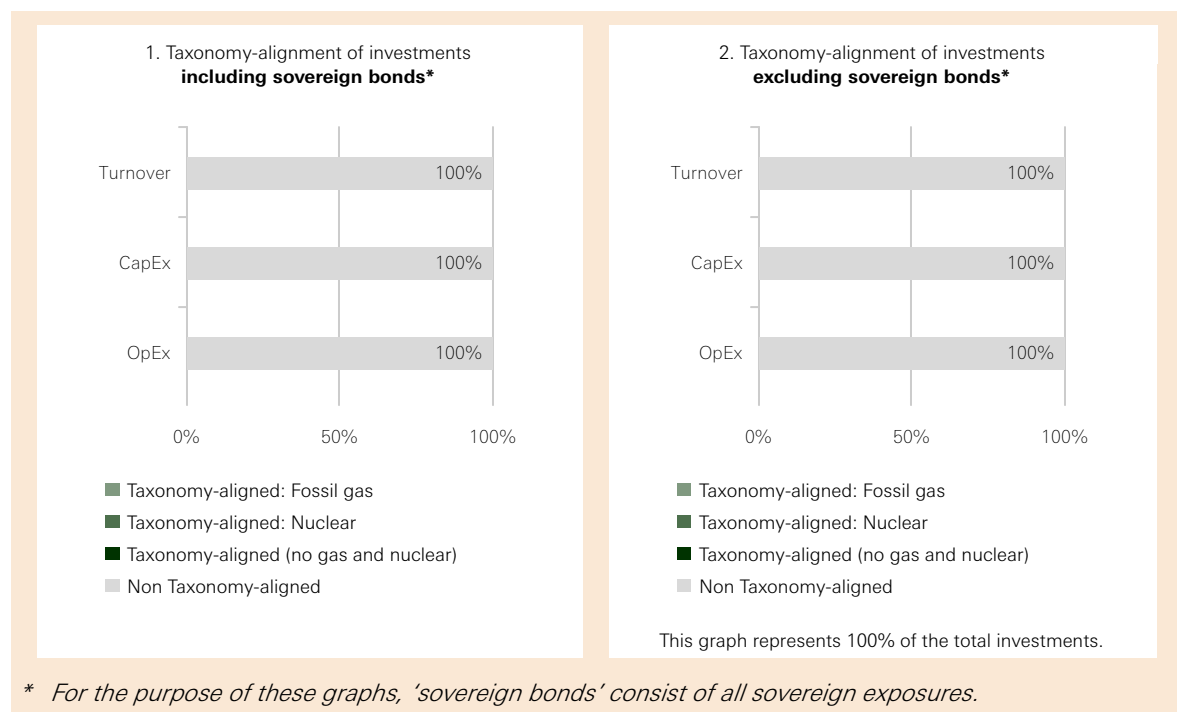 1. Taxonomy-alignment of investments
including sovereign bonds*
Turnover
100%
CapEx
100%
OpEx
100%
0%
50%
100%
Taxonomy-aligned: Fossil gas
Taxonomy-aligned: Nuclear
Taxonomy-aligned (no gas and nuclear)
Non Taxonomy-aligned
2. Taxonomy-alignment of investments
excluding sovereign bonds*
Turnover
100%
CapEx
100%
OpEx
100%
0%
50%
100%
Taxonomy-aligned: Fossil gas
Taxonomy-aligned: Nuclear
Taxonomy-aligned (no gas and nuclear)
Non Taxonomy-aligned
This graph represents 100% of the total investments.
* For the purpose of these graphs, ‘sovereign bonds’ consist of all sovereign exposures.